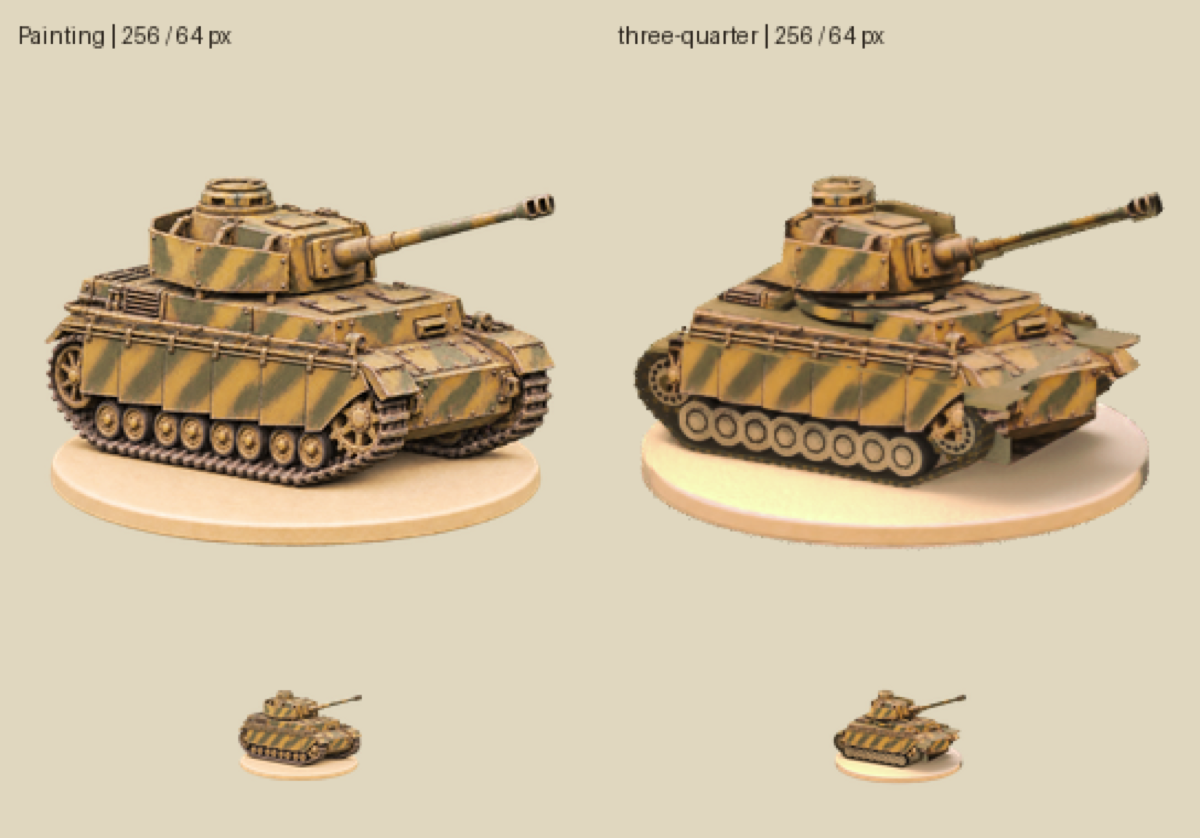 Painting | 256 / 64 px
three-quarter | 256 / 64 px